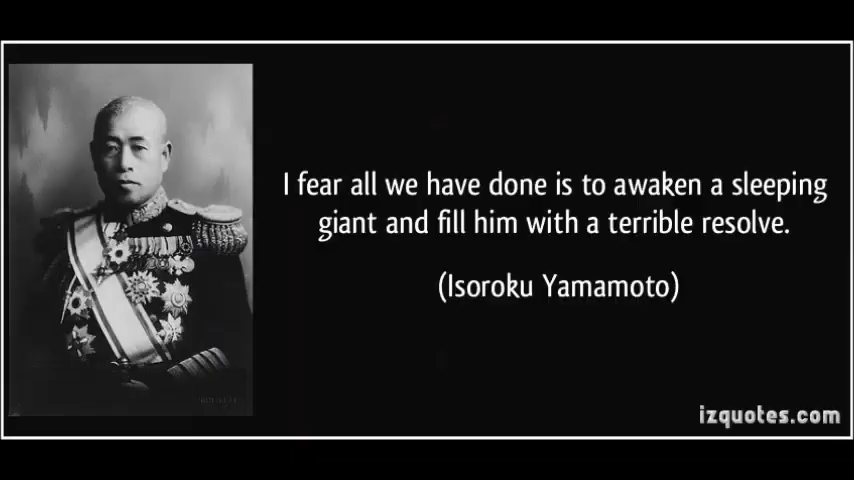 I fear all we have done is to awaken a sleeping
giant and fill him with a terrible resolve.
(Isoroku Yamamoto)
izquotes.com